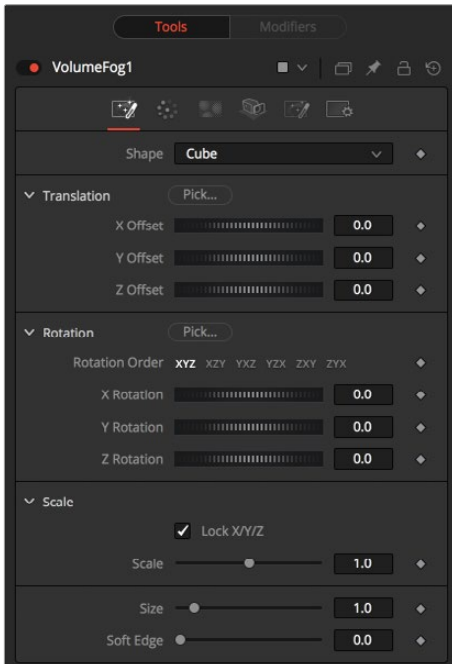 Tools Modifiers
VolumeFog1
Shape Cube
Translation Pick...
X Offset 0.0
Y Offset 0.0
Z Offset 0.0
Rotation Pick...
Rotation Order XYZ XZY YXZ YZX ZXY ZYX
X Rotation 0.0
Y Rotation 0.0
Z Rotation 0.0
Scale
Lock X/Y/Z
Scale 1.0
Size 1.0
Soft Edge 0.0